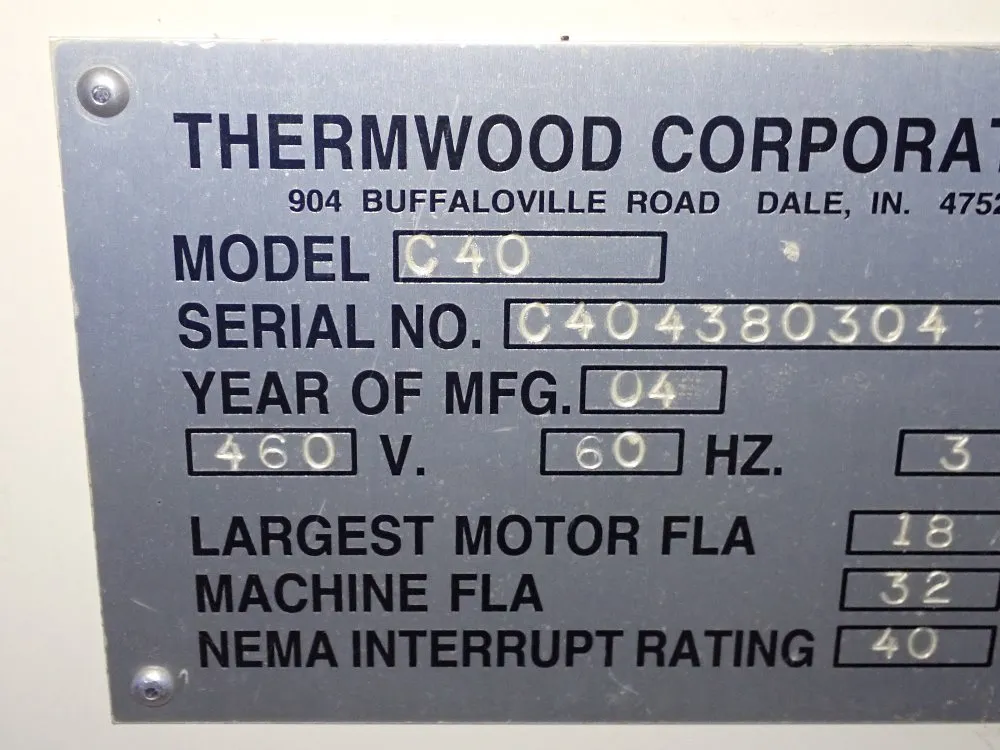 THERMWOOD CORPORAT
904 BUFFALOVILLE ROAD DALE, IN. 4752
MODEL C40
SERIAL NO. C404380304
YEAR OF MFG. 04
460 V. 60 HZ. 3
LARGEST MOTOR FLA 18
MACHINE FLA 32
NEMA INTERRUPT RATING 40